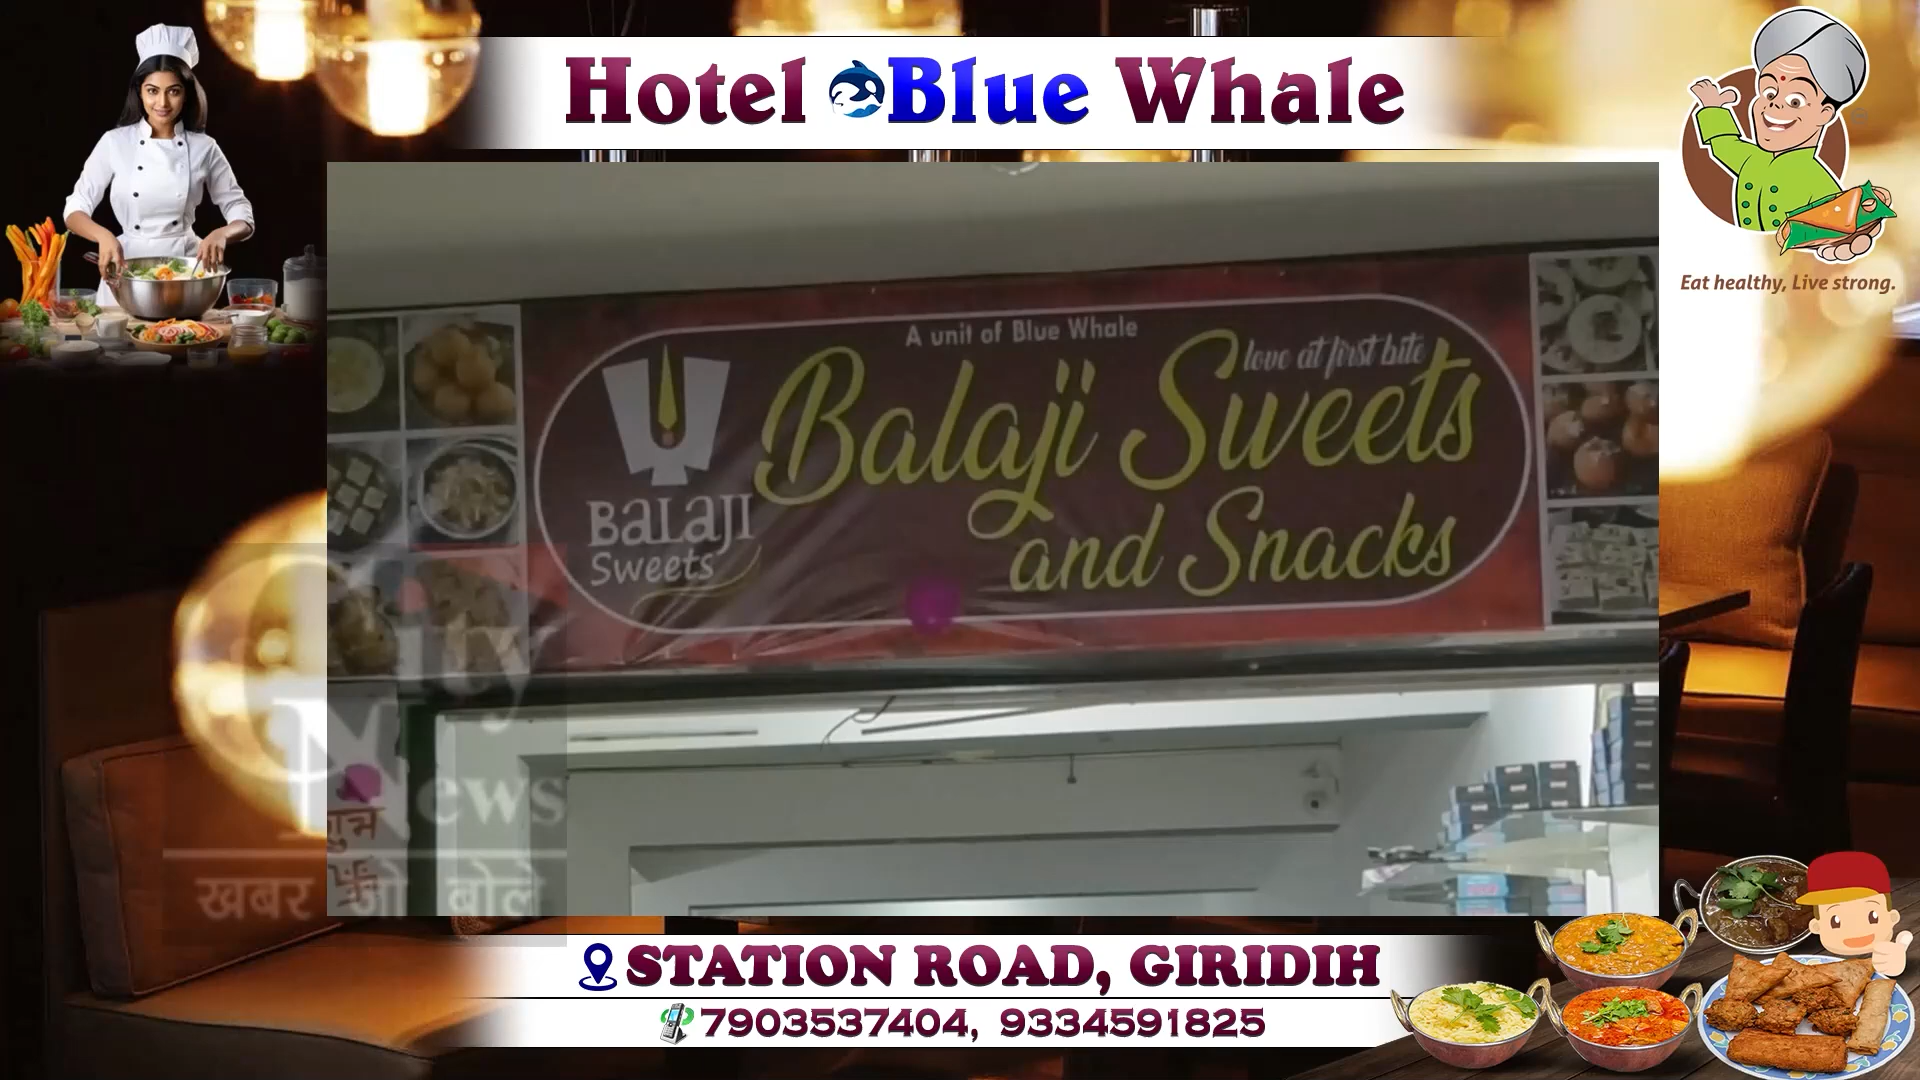 Hotel Blue Whale
Eat healthy, Live strong.
A unit of Blue Whale
love at first bite
Balaji Sweets
and Snacks
BALAJI
Sweets
City
News
खबर जो बोले
शुभ
STATION ROAD, GIRIDIH
7903537404, 9334591825